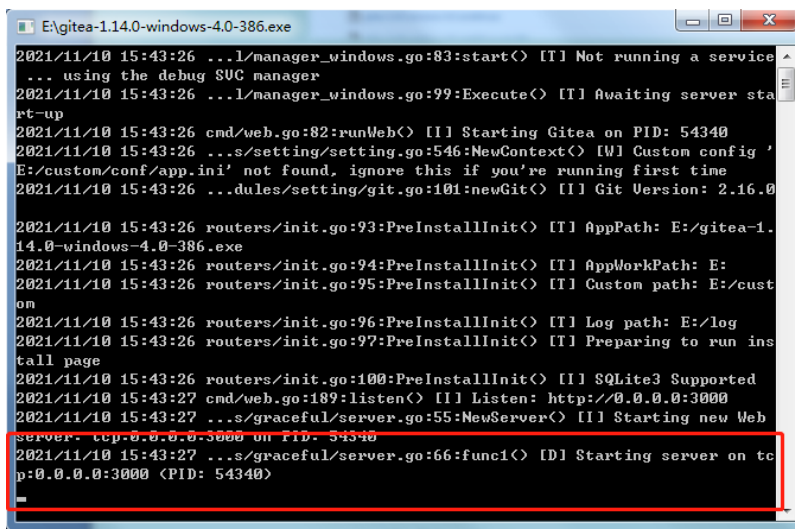 E:\gitea-1.14.0-windows-4.0-386.exe
2021/11/10 15:43:26 ...l/manager_windows.go:83:start() [T] Not running a service
 ... using the debug SVC manager
2021/11/10 15:43:26 ...l/manager_windows.go:99:Execute() [T] Awaiting server sta
rt-up
2021/11/10 15:43:26 cmd/web.go:82:runWeb() [I] Starting Gitea on PID: 54340
2021/11/10 15:43:26 ...s/setting/setting.go:546:NewContext() [W] Custom config '
E:/custom/conf/app.ini' not found, ignore this if you're running first time
2021/11/10 15:43:26 ...dules/setting/git.go:101:newGit() [I] Git Version: 2.16.0
2021/11/10 15:43:26 routers/init.go:93:PreInstallInit() [T] AppPath: E:/gitea-1.
14.0-windows-4.0-386.exe
2021/11/10 15:43:26 routers/init.go:94:PreInstallInit() [T] AppWorkPath: E:
2021/11/10 15:43:26 routers/init.go:95:PreInstallInit() [T] Custom path: E:/cust
om
2021/11/10 15:43:26 routers/init.go:96:PreInstallInit() [T] Log path: E:/log
2021/11/10 15:43:26 routers/init.go:97:PreInstallInit() [T] Preparing to run ins
tall page
2021/11/10 15:43:26 routers/init.go:100:PreInstallInit() [I] SQLite3 Supported
2021/11/10 15:43:27 cmd/web.go:189:listen() [I] Listen: http://0.0.0.0:3000
2021/11/10 15:43:27 ...s/graceful/server.go:55:NewServer() [I] Starting new Web
server: tcp:0.0.0.0:3000 on PID: 54340
2021/11/10 15:43:27 ...s/graceful/server.go:66:func1() [D] Starting server on tc
p:0.0.0.0:3000 (PID: 54340)